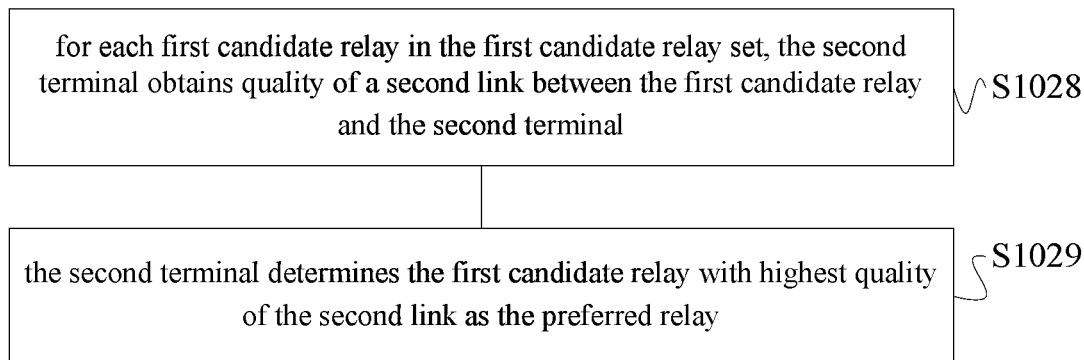 for each first candidate relay in the first candidate relay set, the second
terminal obtains quality of a second link between the first candidate relay
and the second terminal
S1028
the second terminal determines the first candidate relay with highest quality
of the second link as the preferred relay
S1029